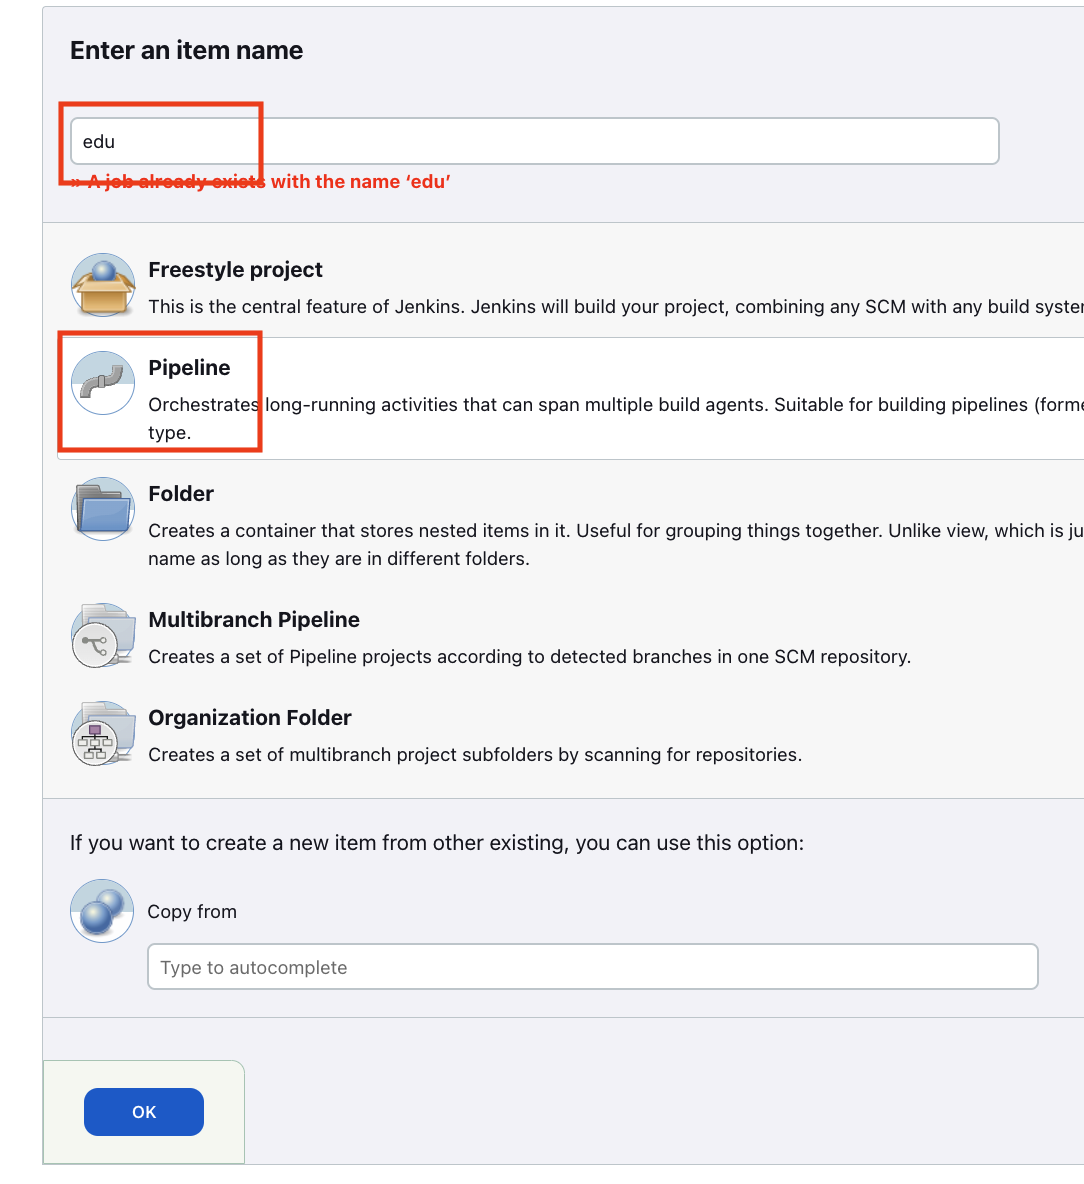 Enter an item name
edu
» A job already exists with the name ‘edu’
Freestyle project
This is the central feature of Jenkins. Jenkins will build your project, combining any SCM with any build
Pipeline
Orchestrates long-running activities that can span multiple build agents. Suitable for building pipelines
type.
Folder
Creates a container that stores nested items in it. Useful for grouping things together. Unlike view, which is
name as long as they are in different folders.
Multibranch Pipeline
Creates a set of Pipeline projects according to detected branches in one SCM repository.
Organization Folder
Creates a set of multibranch project subfolders by scanning for repositories.
If you want to create a new item from other existing, you can use this option:
Copy from
Type to autocomplete
OK